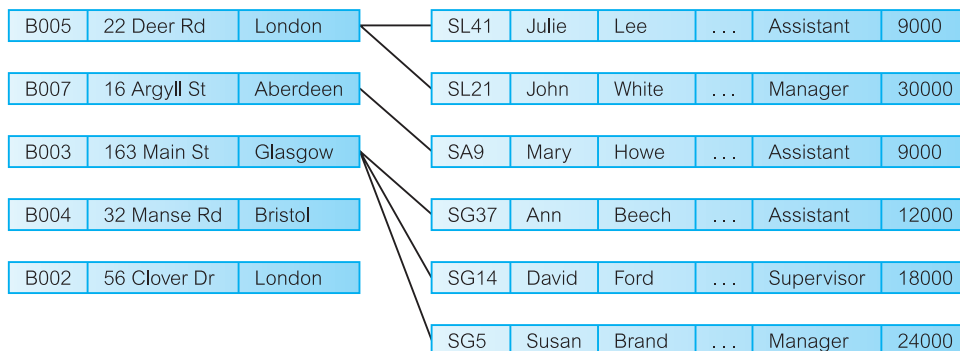 B005 22 Deer Rd London SL41 Julie Lee ... Assistant 9000
B007 16 Argyll St Aberdeen SL21 John White ... Manager 30000
B003 163 Main St Glasgow SA9 Mary Howe ... Assistant 9000
B004 32 Manse Rd Bristol SG37 Ann Beech ... Assistant 12000
B002 56 Clover Dr London SG14 David Ford ... Supervisor 18000
SG5 Susan Brand ... Manager 24000